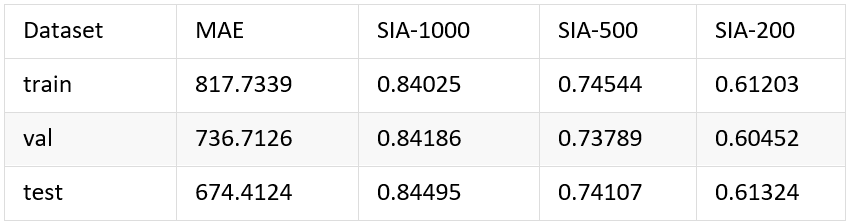 Dataset MAE SIA-1000 SIA-500 SIA-200
train 817.7339 0.84025 0.74544 0.61203
val 736.7126 0.84186 0.73789 0.60452
test 674.4124 0.84495 0.74107 0.61324